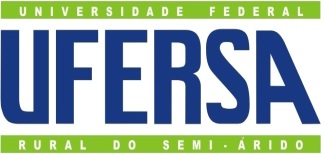 UNIVERSIDADE FEDERAL
UFERSA
RURAL DO SEMI-ÁRIDO